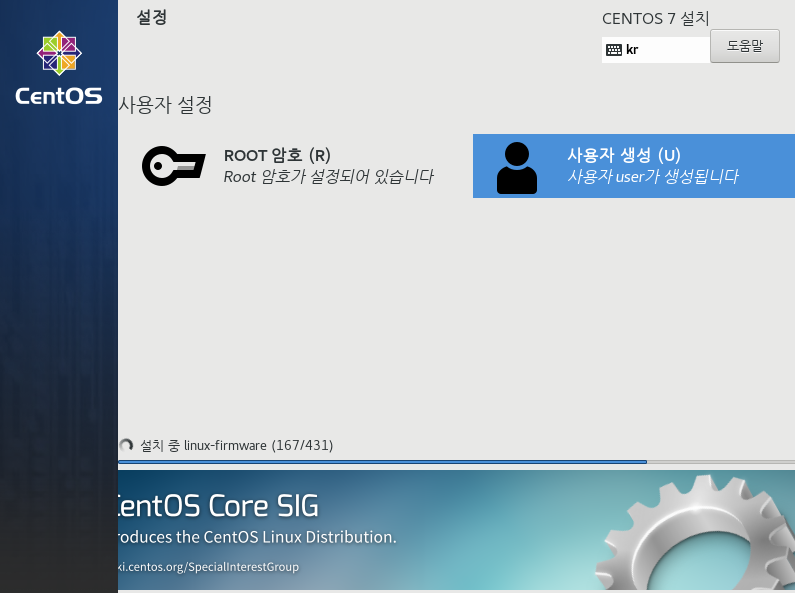 설정
CENTOS 7 설치
kr
도움말
CentOS
사용자 설정
ROOT 암호 (R)
Root 암호가 설정되어 있습니다
사용자 생성 (U)
사용자 user가 생성됩니다
설치 중 linux-firmware (167/431)
CentOS Core SIG
roduces the CentOS Linux Distribution.
ki.centos.org/SpecialInterestGroup